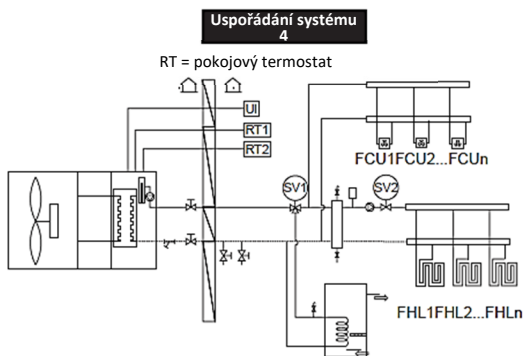 Uspořádání systému
4
RT = pokojový termostat
UI
RT1
RT2
SV1
SV2
FCU1FCU2...FCUn
FHL1FHL2...FHLn